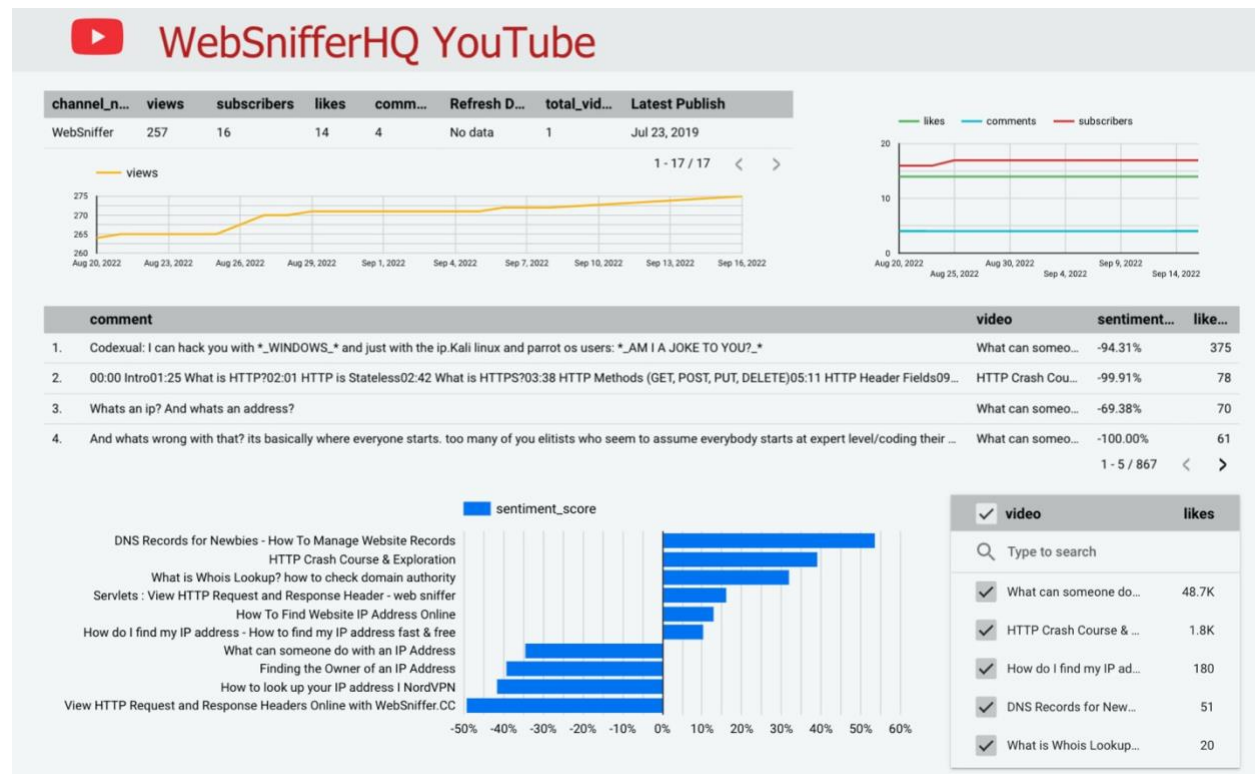 WebSnifferHQ YouTube
channel_n... views subscribers likes comm... Refresh D... total_vid... Latest Publish
WebSniffer 257 16 14 4 No data 1 Jul 23, 2019
1 - 17 / 17
views
275
270
265
260
Aug 20, 2022 Aug 23, 2022 Aug 26, 2022 Aug 29, 2022 Sep 1, 2022 Sep 4, 2022 Sep 7, 2022 Sep 10, 2022 Sep 13, 2022 Sep 16, 2022
likes comments subscribers
20
10
0
Aug 20, 2022 Aug 30, 2022 Sep 9, 2022
Aug 25, 2022 Sep 4, 2022 Sep 14, 2022
comment video sentiment... like...
1. Codexual: I can hack you with *_WINDOWS_* and just with the ip.Kali linux and parrot os users: *_AM I A JOKE TO YOU?_* What can someo... -94.31% 375
2. 00:00 Intro01:25 What is HTTP?02:01 HTTP is Stateless02:42 What is HTTPS?03:38 HTTP Methods (GET, POST, PUT, DELETE)05:11 HTTP Header Fields09... HTTP Crash Cou... -99.91% 78
3. Whats an ip? And whats an address? What can someo... -69.38% 70
4. And whats wrong with that? its basically where everyone starts. too many of you elitists who seem to assume everybody starts at expert level/coding their ... What can someo... -100.00% 61
1 - 5 / 867
sentiment_score
DNS Records for Newbies - How To Manage Website Records
HTTP Crash Course & Exploration
What is Whois Lookup? how to check domain authority
Servlets : View HTTP Request and Response Header - web sniffer
How To Find Website IP Address Online
How do I find my IP address - How to find my IP address fast & free
What can someone do with an IP Address
Finding the Owner of an IP Address
How to look up your IP address I NordVPN
View HTTP Request and Response Headers Online with WebSniffer.CC
-50% -40% -30% -20% -10% 0% 10% 20% 30% 40% 50% 60%
video likes
Type to search
What can someone do... 48.7K
HTTP Crash Course & ... 1.8K
How do I find my IP ad... 180
DNS Records for New... 51
What is Whois Lookup... 20